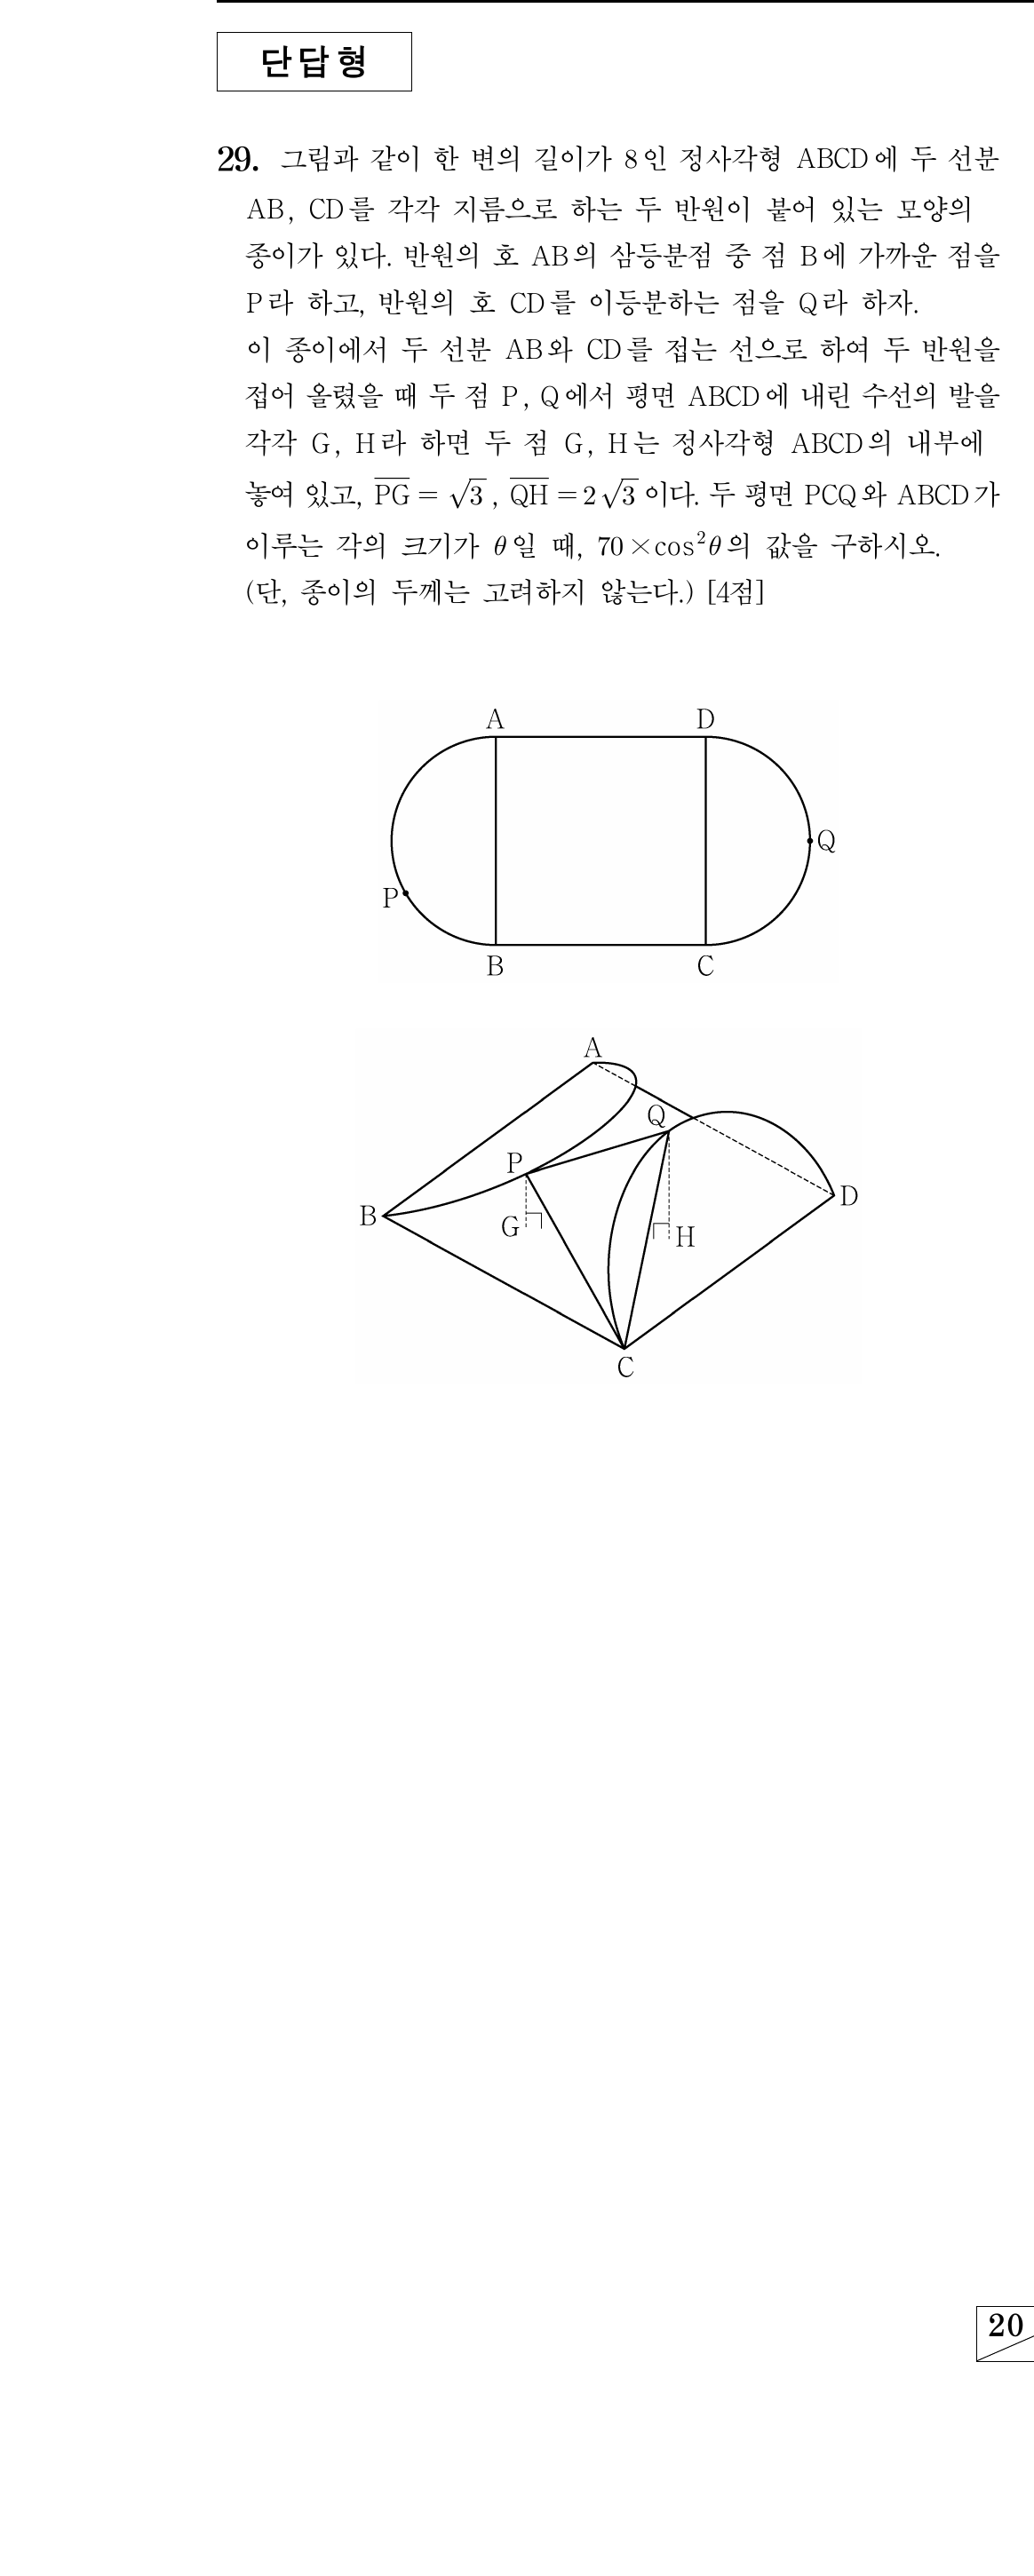 단답형
29. 그림과 같이 한 변의 길이가 8인 정사각형 ABCD에 두 선분
AB, CD를 각각 지름으로 하는 두 반원이 붙어 있는 모양의
종이가 있다. 반원의 호 AB의 삼등분점 중 점 B에 가까운 점을
P라 하고, 반원의 호 CD를 이등분하는 점을 Q라 하자.
이 종이에서 두 선분 AB와 CD를 접는 선으로 하여 두 반원을
접어 올렸을 때 두 점 P, Q에서 평면 ABCD에 내린 수선의 발을
각각 G, H라 하면 두 점 G, H는 정사각형 ABCD의 내부에
놓여 있고, \overline{PG} = √3, \overline{QH} = 2√3 이다. 두 평면 PCQ와 ABCD가
이루는 각의 크기가 θ일 때, 70×cos²θ의 값을 구하시오.
(단, 종이의 두께는 고려하지 않는다.) [4점]
A D
Q
P
B C
A
Q
P
D
B
G
H
C
20